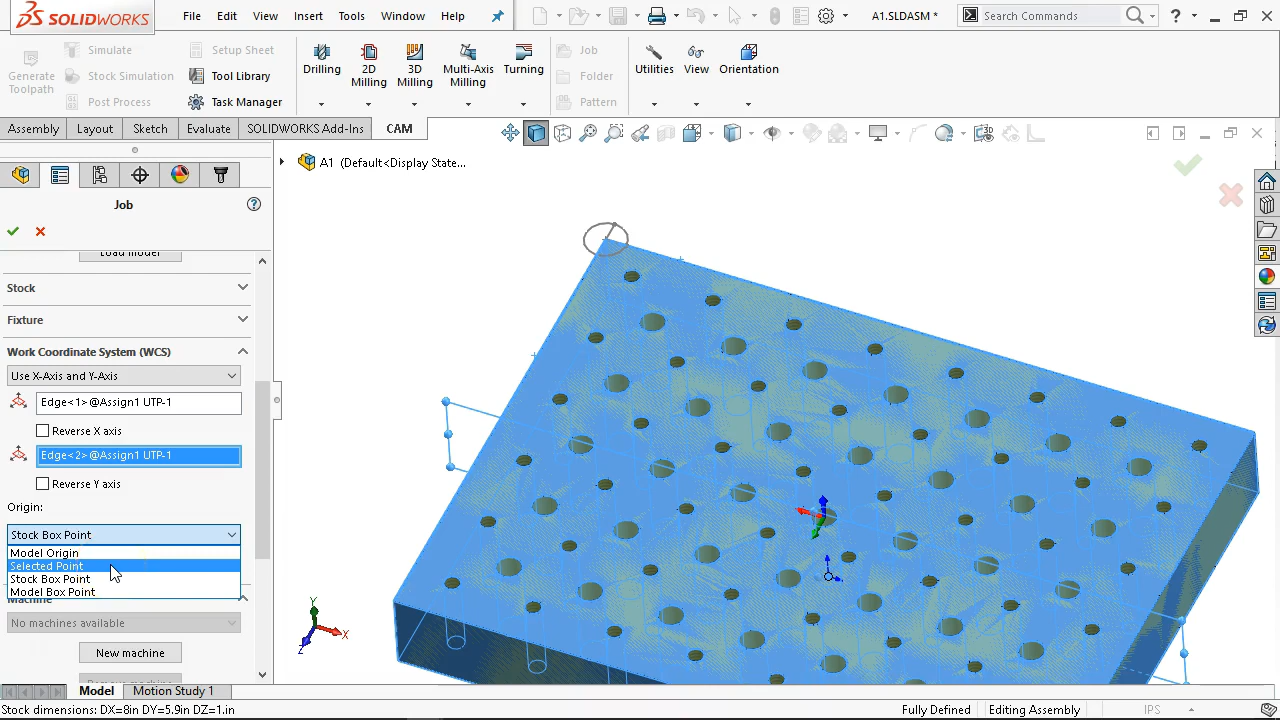 SOLIDWORKS
File Edit View Insert Tools Window Help
A1.SLDASM *
Search Commands
?
Generate Toolpath
Simulate
Stock Simulation
Post Process
Setup Sheet
Tool Library
Task Manager
Drilling
2D Milling
3D Milling
Multi-Axis Milling
Turning
Job
Folder
Pattern
Utilities
View
Orientation
Assembly Layout Sketch Evaluate SOLIDWORKS Add-Ins CAM
A1 (Default<Display State...
Job
?
Load model
Stock
Fixture
Work Coordinate System (WCS)
Use X-Axis and Y-Axis
Edge<1>@Assign1 UTP-1
Reverse X axis
Edge<2>@Assign1 UTP-1
Reverse Y axis
Origin:
Stock Box Point
Model Origin
Selected Point
Stock Box Point
Model Box Point
Machine
No machines available
New machine
Y
X
Z
Model Motion Study 1
Stock dimensions: DX=8in DY=5.9in DZ=1.in
Fully Defined Editing Assembly IPS